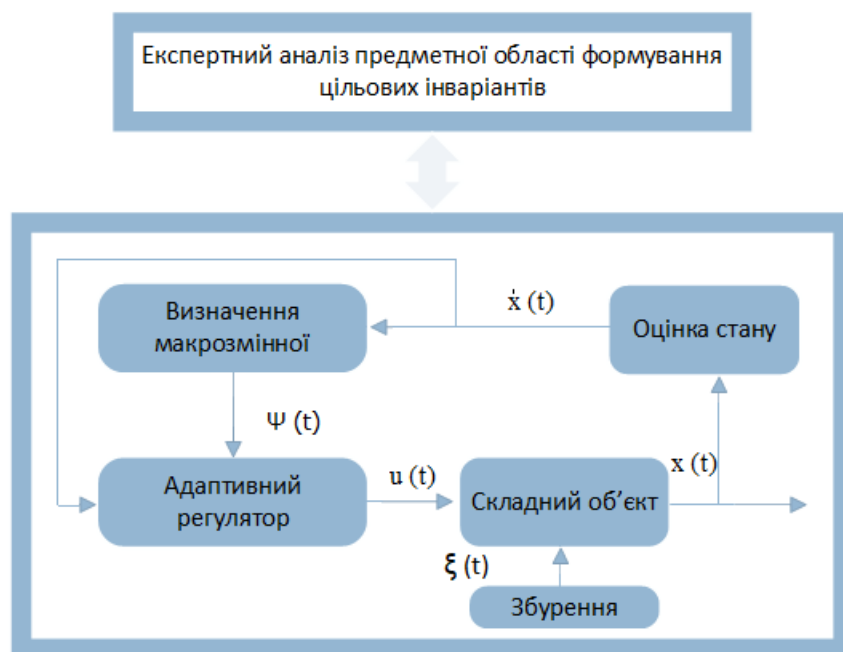 Експертний аналіз предметної області формування
цільових інваріантів
Визначення
макрозмінної
ẋ (t)
Оцінка стану
Ψ (t)
Адаптивний
регулятор
u (t)
Складний об’єкт
x (t)
ξ (t)
Збурення